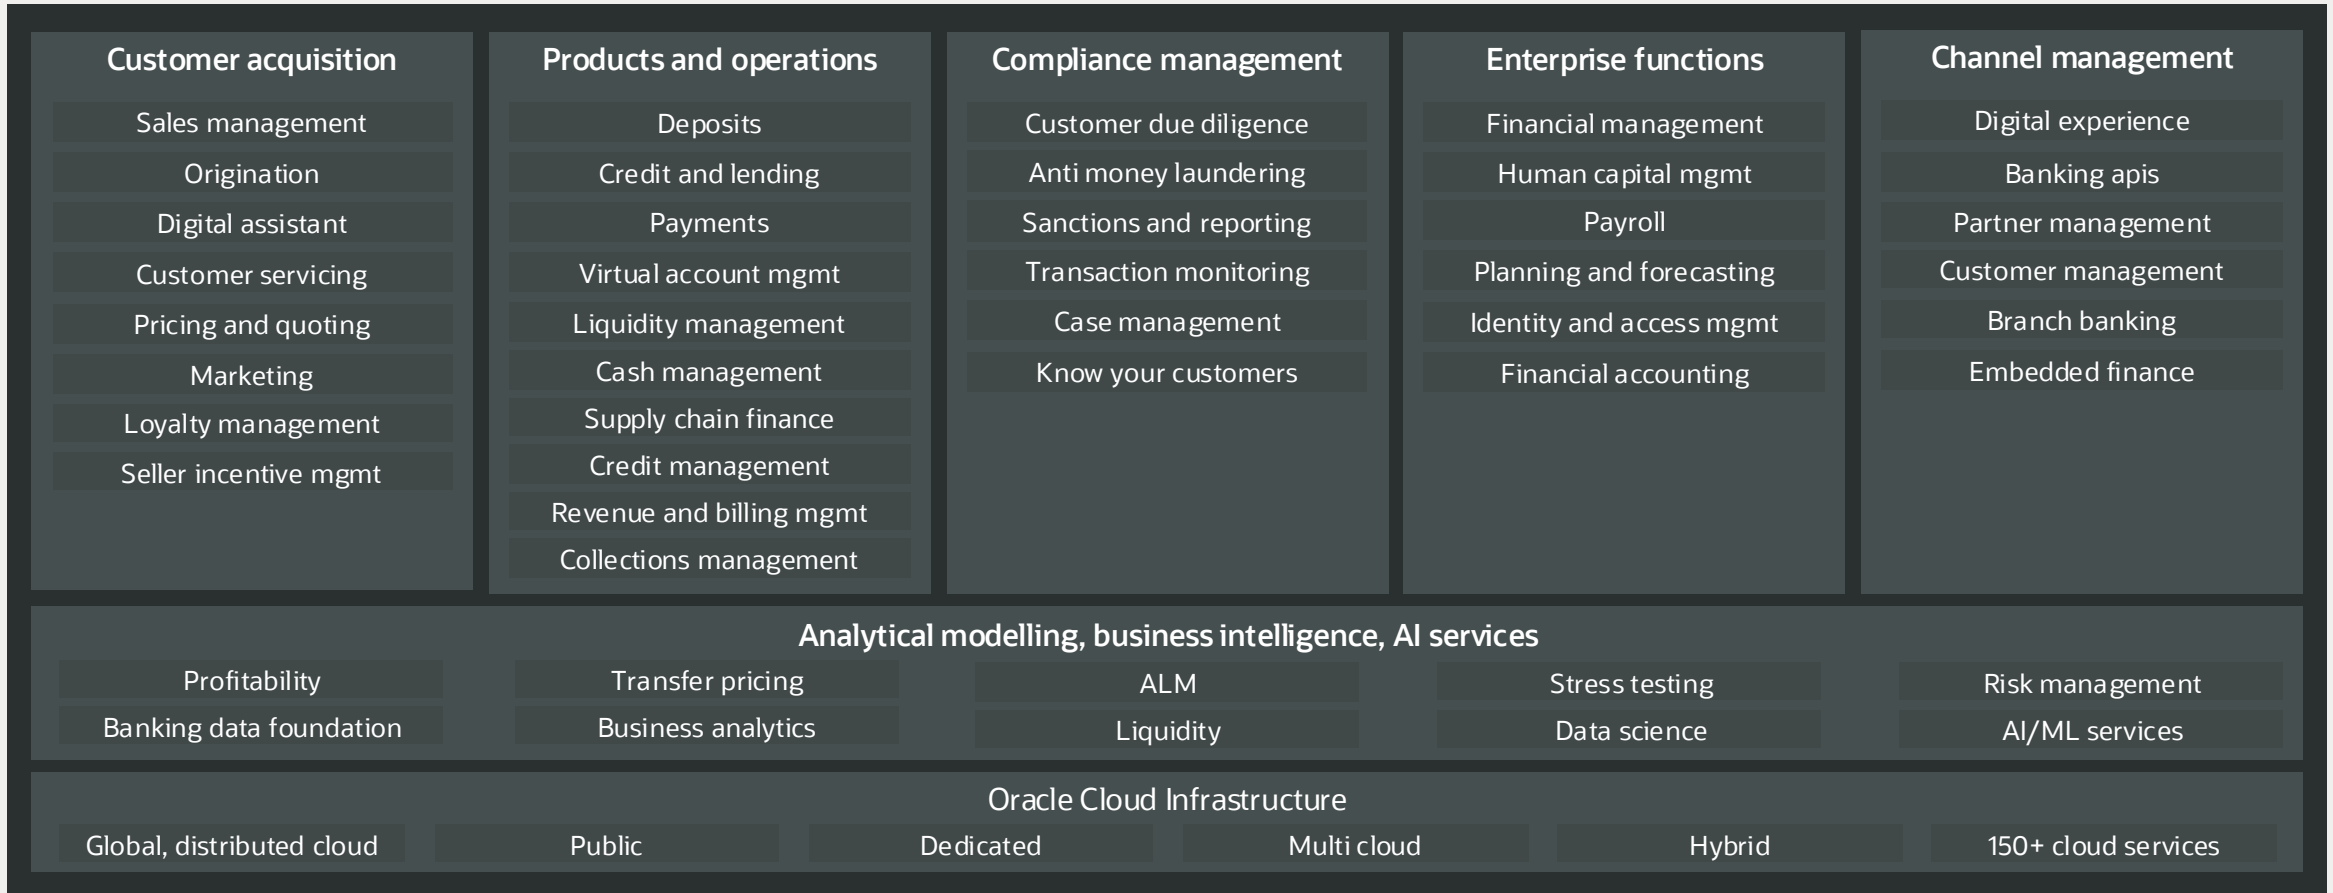 Customer acquisition
Sales management
Origination
Digital assistant
Customer servicing
Pricing and quoting
Marketing
Loyalty management
Seller incentive mgmt
Products and operations
Deposits
Credit and lending
Payments
Virtual account mgmt
Liquidity management
Cash management
Supply chain finance
Credit management
Revenue and billing mgmt
Collections management
Compliance management
Customer due diligence
Anti money laundering
Sanctions and reporting
Transaction monitoring
Case management
Know your customers
Enterprise functions
Financial management
Human capital mgmt
Payroll
Planning and forecasting
Identity and access mgmt
Financial accounting
Channel management
Digital experience
Banking apis
Partner management
Customer management
Branch banking
Embedded finance
Analytical modelling, business intelligence, AI services
Profitability
Transfer pricing
ALM
Stress testing
Risk management
Banking data foundation
Business analytics
Liquidity
Data science
AI/ML services
Oracle Cloud Infrastructure
Global, distributed cloud
Public
Dedicated
Multi cloud
Hybrid
150+ cloud services